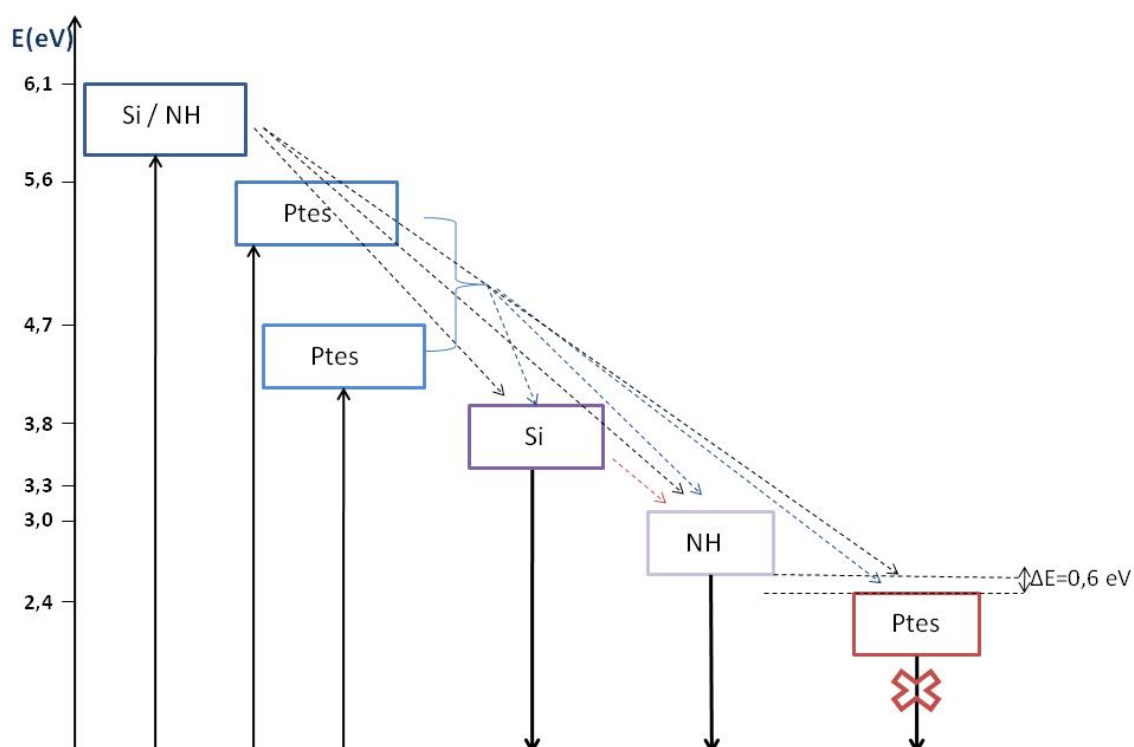 E(eV)
6,1
Si / NH
5,6
Ptes
4,7
Ptes
3,8
Si
3,3
3,0
NH
ΔE=0,6 eV
2,4
Ptes